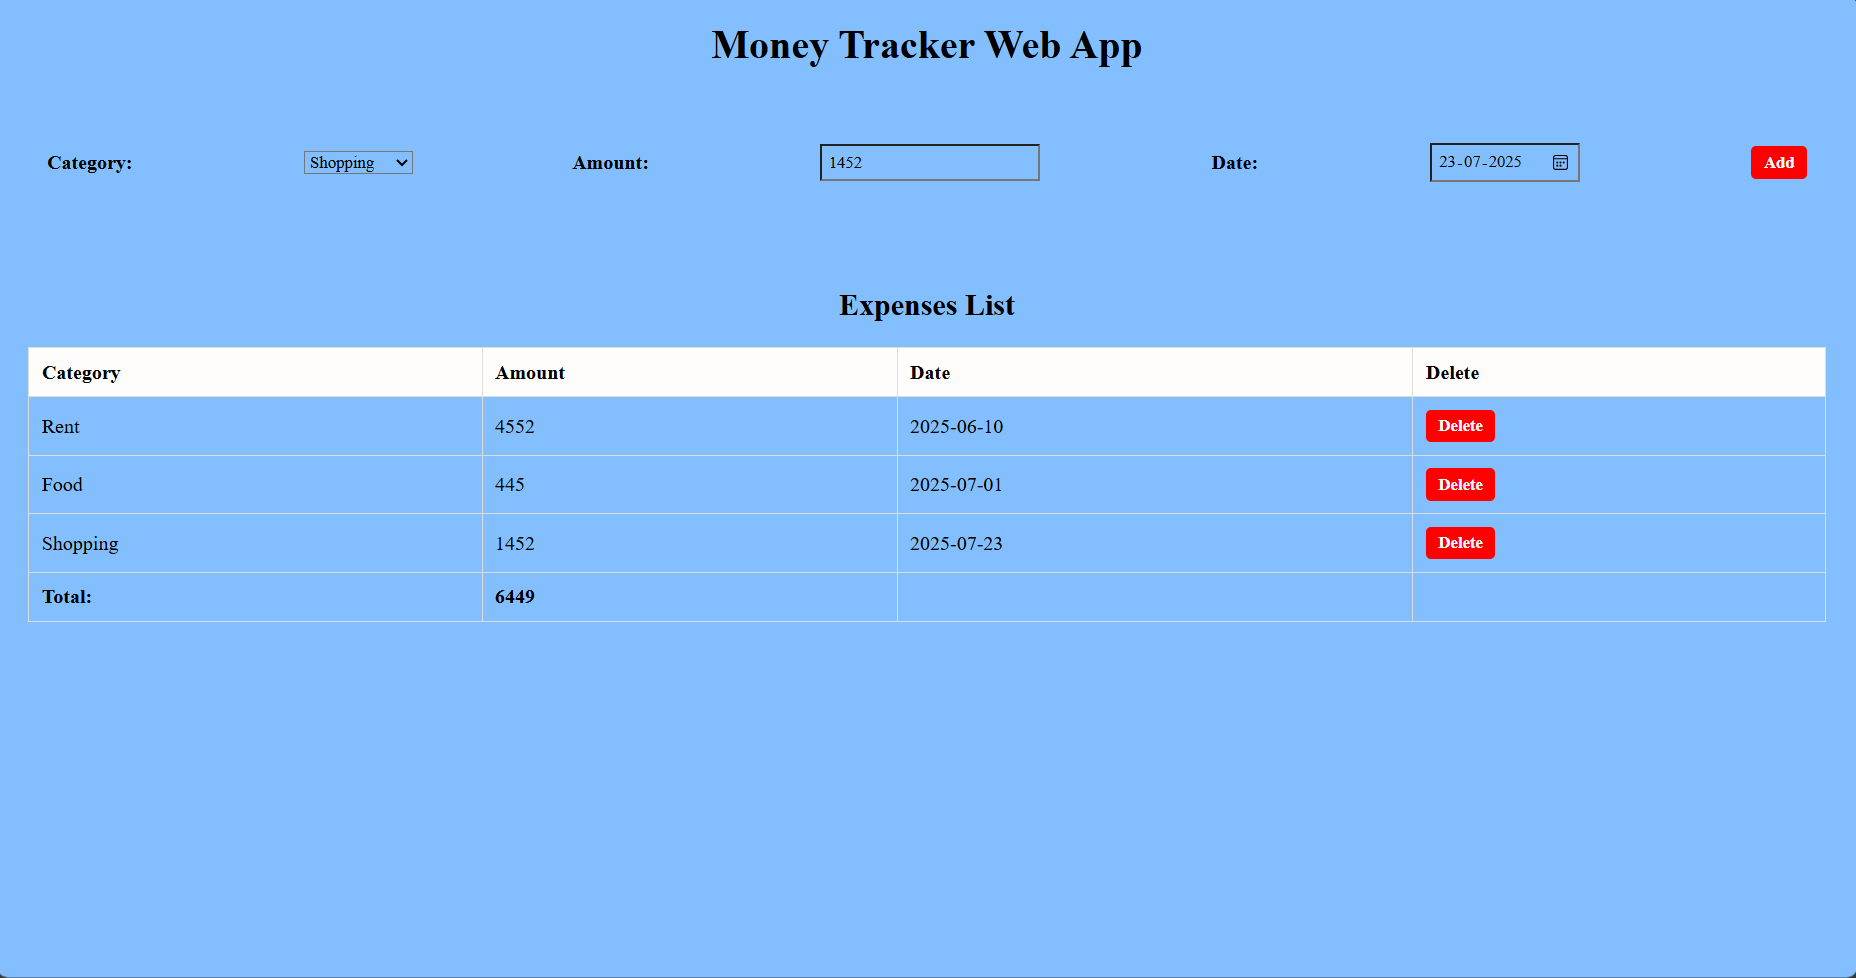 Money Tracker Web App
Category: Shopping Amount: 1452 Date: 23-07-2025 Add
Expenses List
Category Amount Date Delete
Rent 4552 2025-06-10 Delete
Food 445 2025-07-01 Delete
Shopping 1452 2025-07-23 Delete
Total: 6449